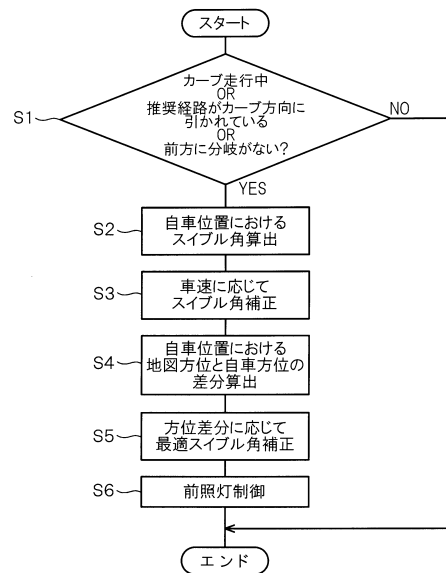 スタート
カーブ走行中
OR
推奨経路がカーブ方向に
引かれている
OR
前方に分岐がない?
S1
NO
YES
S2
自車位置における
スイブル角算出
S3
車速に応じて
スイブル角補正
S4
自車位置における
地図方位と自車方位の
差分算出
S5
方位差分に応じて
最適スイブル角補正
S6
前照灯制御
エンド